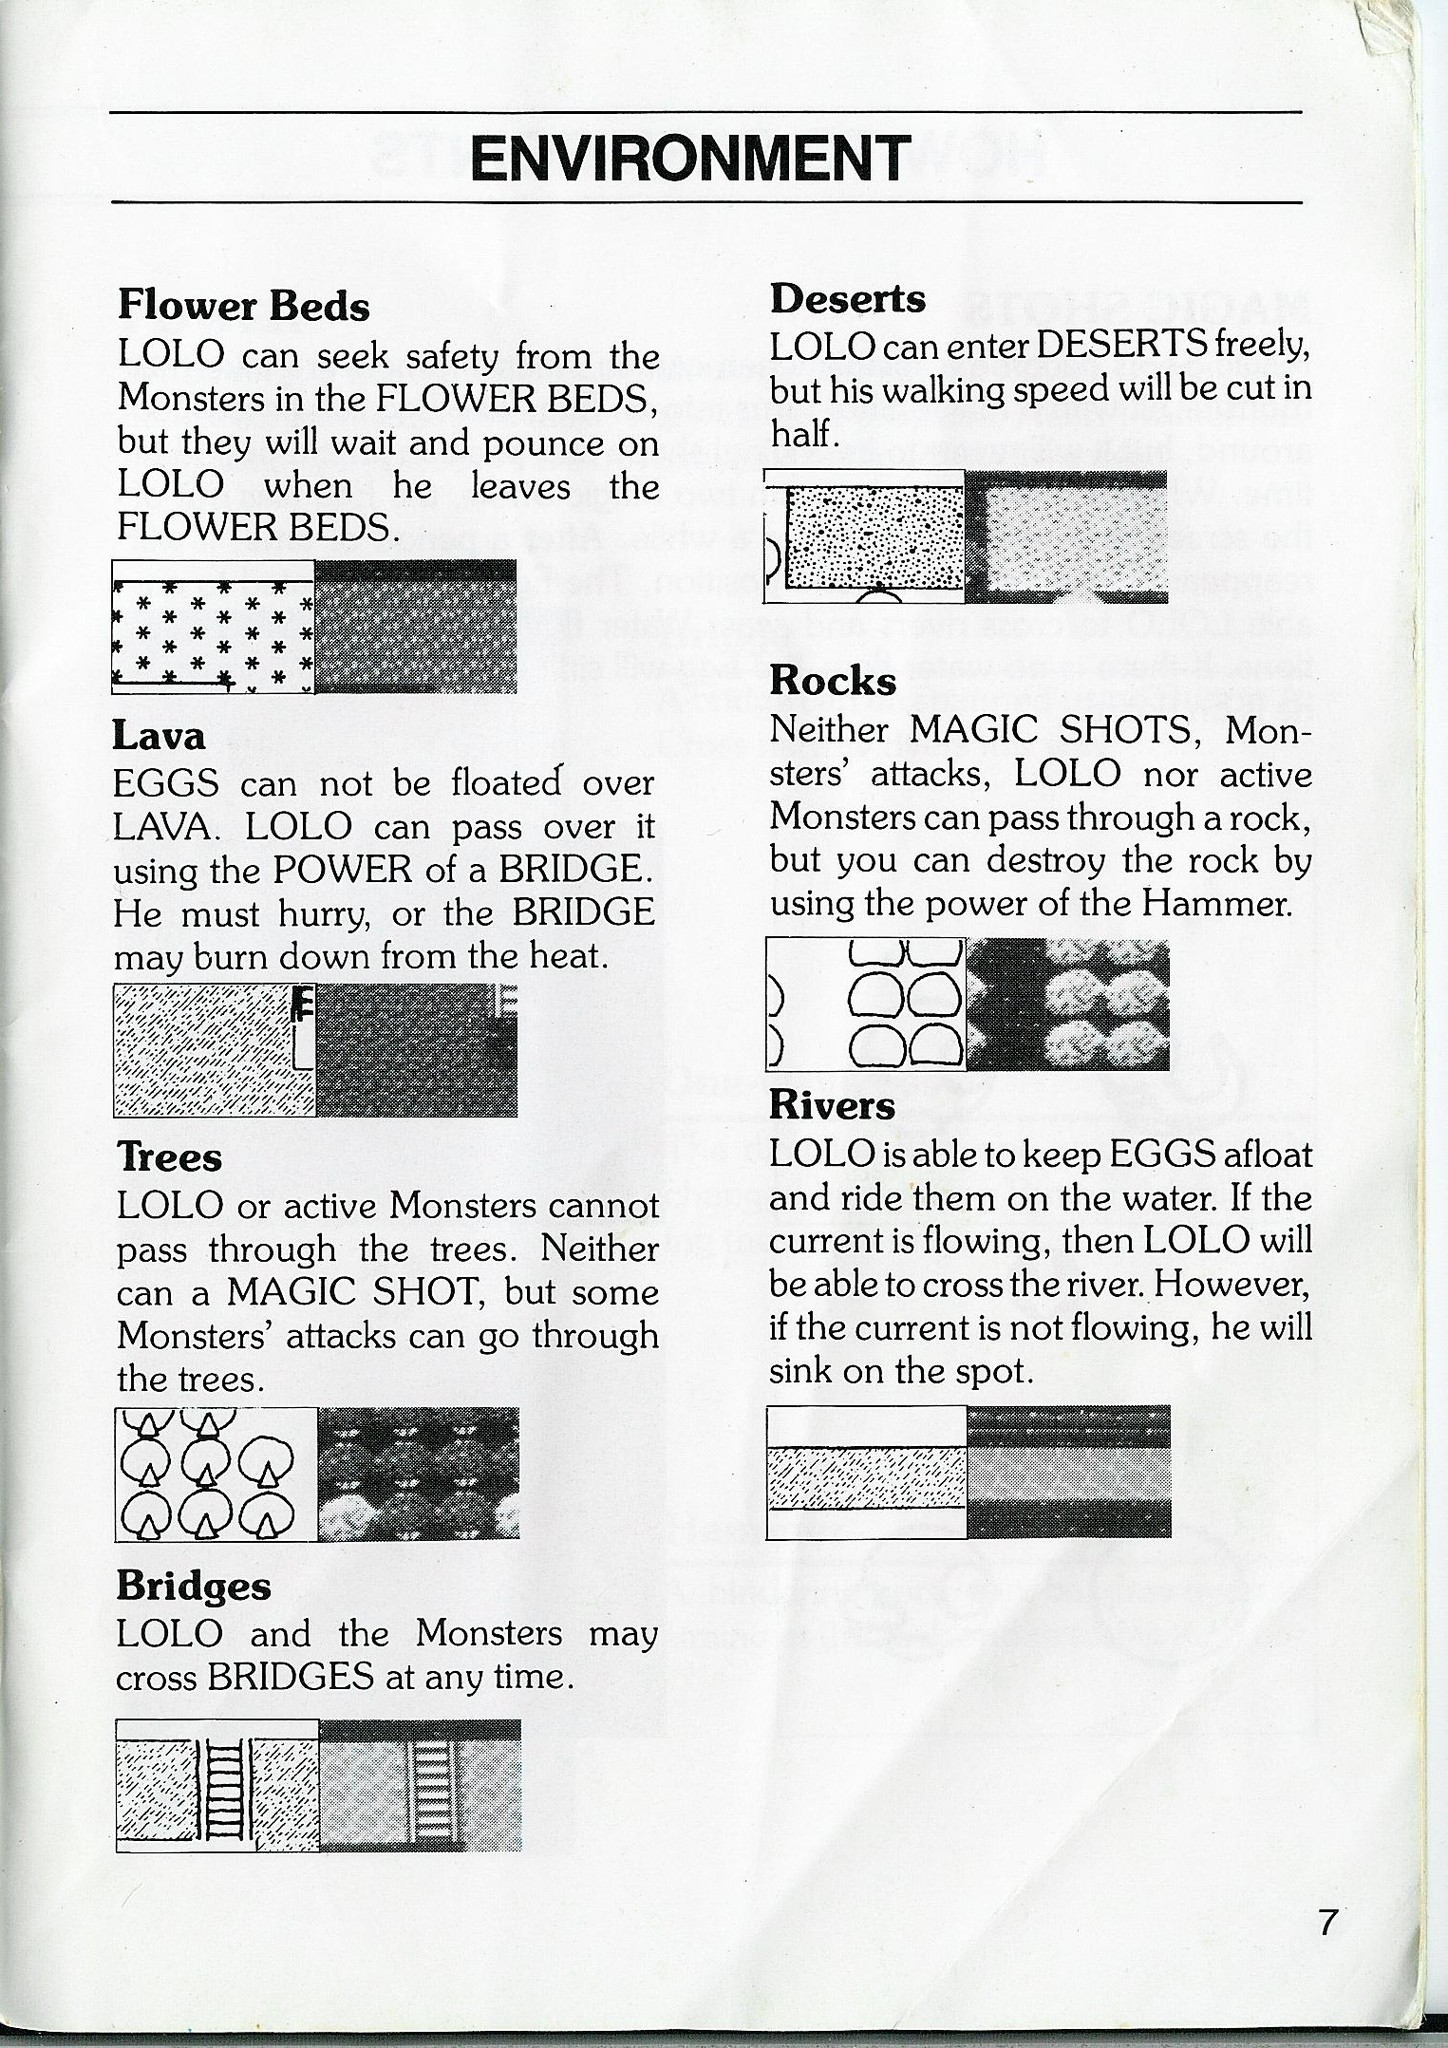 ENVIRONMENT
Flower Beds
LOLO can seek safety from the
Monsters in the FLOWER BEDS,
but they will wait and pounce on
LOLO when he leaves the
FLOWER BEDS.
Lava
EGGS can not be floated over
LAVA. LOLO can pass over it
using the POWER of a BRIDGE.
He must hurry, or the BRIDGE
may burn down from the heat.
Trees
LOLO or active Monsters cannot
pass through the trees. Neither
can a MAGIC SHOT, but some
Monsters' attacks can go through
the trees.
Bridges
LOLO and the Monsters may
cross BRIDGES at any time.
Deserts
LOLO can enter DESERTS freely,
but his walking speed will be cut in
half.
Rocks
Neither MAGIC SHOTS, Mon-
sters' attacks, LOLO nor active
Monsters can pass through a rock,
but you can destroy the rock by
using the power of the Hammer.
Rivers
LOLO is able to keep EGGS afloat
and ride them on the water. If the
current is flowing, then LOLO will
be able to cross the river. However,
if the current is not flowing, he will
sink on the spot.
7